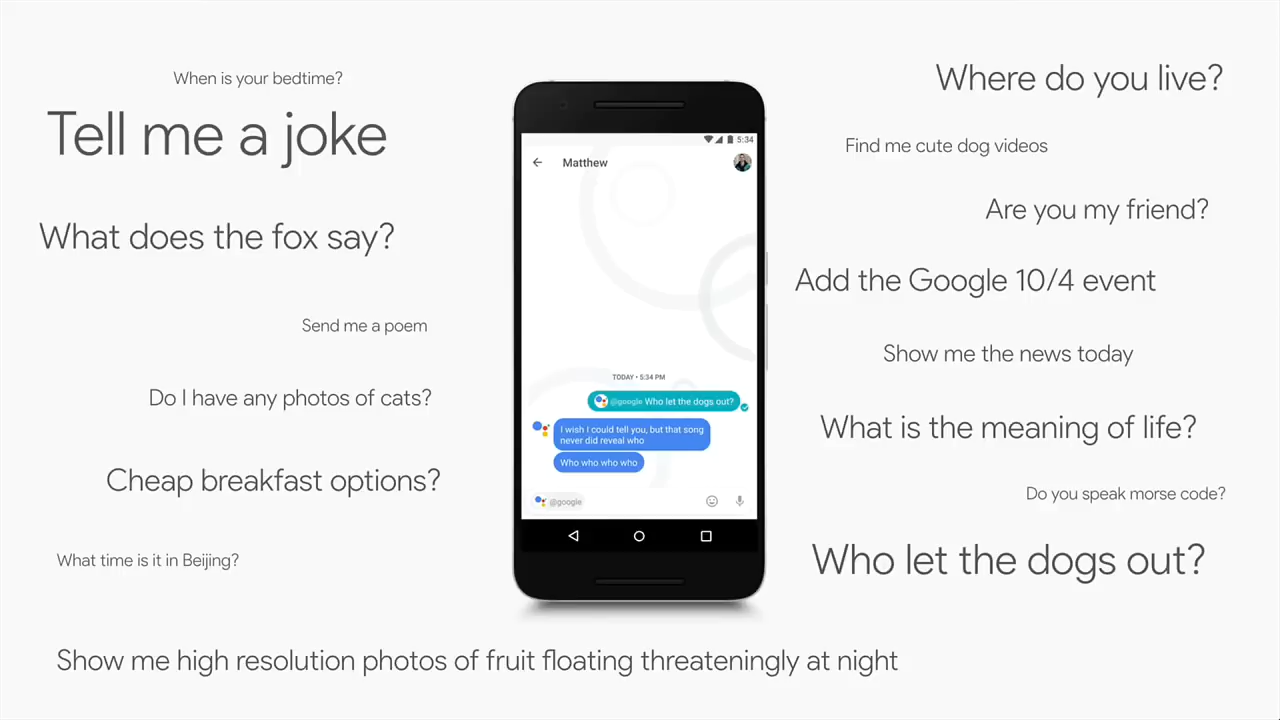 When is your bedtime?
Tell me a joke
What does the fox say?
Send me a poem
Do I have any photos of cats?
Cheap breakfast options?
What time is it in Beijing?
5:34
Matthew
TODAY • 5:34 PM
@google Who let the dogs out?
I wish I could tell you, but that song
never did reveal who
Who who who who
@google
Where do you live?
Find me cute dog videos
Are you my friend?
Add the Google 10/4 event
Show me the news today
What is the meaning of life?
Do you speak morse code?
Who let the dogs out?
Show me high resolution photos of fruit floating threateningly at night